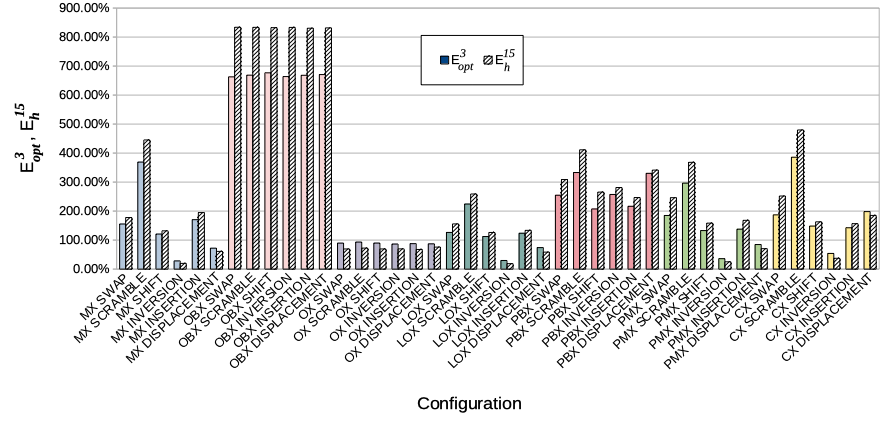 900.00%
800.00%
700.00%
600.00%
500.00%
400.00%
300.00%
200.00%
100.00%
0.00%
E³opt, Eh¹⁵
E³opt Eh¹⁵
MX SWAP
MX SCRAMBLE
MX SHIFT
MX INVERSION
MX INSERTION
MX DISPLACEMENT
OBX SWAP
OBX SCRAMBLE
OBX SHIFT
OBX INVERSION
OBX INSERTION
OBX DISPLACEMENT
OX SWAP
OX SCRAMBLE
OX SHIFT
OX INVERSION
OX INSERTION
OX DISPLACEMENT
LOX SWAP
LOX SCRAMBLE
LOX SHIFT
LOX INVERSION
LOX INSERTION
LOX DISPLACEMENT
PBX SWAP
PBX SCRAMBLE
PBX SHIFT
PBX INVERSION
PBX INSERTION
PBX DISPLACEMENT
PMX SWAP
PMX SCRAMBLE
PMX SHIFT
PMX INVERSION
PMX INSERTION
PMX DISPLACEMENT
CX SWAP
CX SCRAMBLE
CX SHIFT
CX INVERSION
CX INSERTION
CX DISPLACEMENT
Configuration